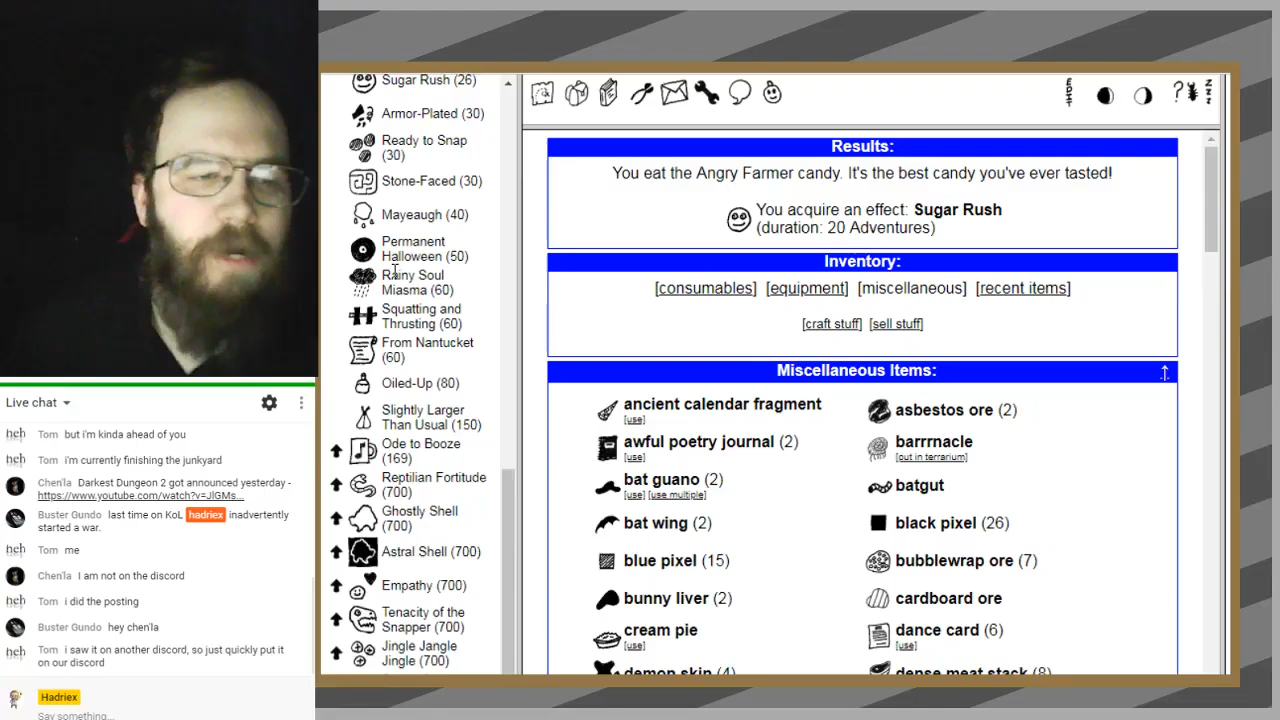 Sugar Rush (26)
Armor-Plated (30)
Ready to Snap
(30)
Stone-Faced (30)
Mayeaugh (40)
Permanent
Halloween (50)
Rainy Soul
Miasma (60)
Squatting and
Thrusting (60)
From Nantucket
(60)
Oiled-Up (80)
Slightly Larger
Than Usual (150)
Ode to Booze
(169)
Reptilian Fortitude
(700)
Ghostly Shell
(700)
Astral Shell (700)
Empathy (700)
Tenacity of the
Snapper (700)
Jingle Jangle
Jingle (700)
Results:
You eat the Angry Farmer candy. It's the best candy you've ever tasted!
You acquire an effect: Sugar Rush
(duration: 20 Adventures)
Inventory:
[consumables] [equipment] [miscellaneous] [recent items]
[craft stuff] [sell stuff]
Miscellaneous Items:
ancient calendar fragment
[use]
asbestos ore (2)
awful poetry journal (2)
[use]
barrrnacle
[put in terrarium]
bat guano (2)
[use] [use multiple]
batgut
bat wing (2)
black pixel (26)
blue pixel (15)
bubblewrap ore (7)
bunny liver (2)
cardboard ore
cream pie
[use]
dance card (6)
[use]
demon skin (4)
dense meat stack (8)
Live chat
Tom but i'm kinda ahead of you
Tom i'm currently finishing the junkyard
Chen'la Darkest Dungeon 2 got announced yesterday -
https://www.youtube.com/watch?v=JlGMs...
Buster Gundo last time on KoL hadriex inadvertently
started a war.
Tom me
Chen'la I am not on the discord
Tom i did the posting
Buster Gundo hey chen'la
Tom i saw it on another discord, so just quickly put it
on our discord
Hadriex
Say something...